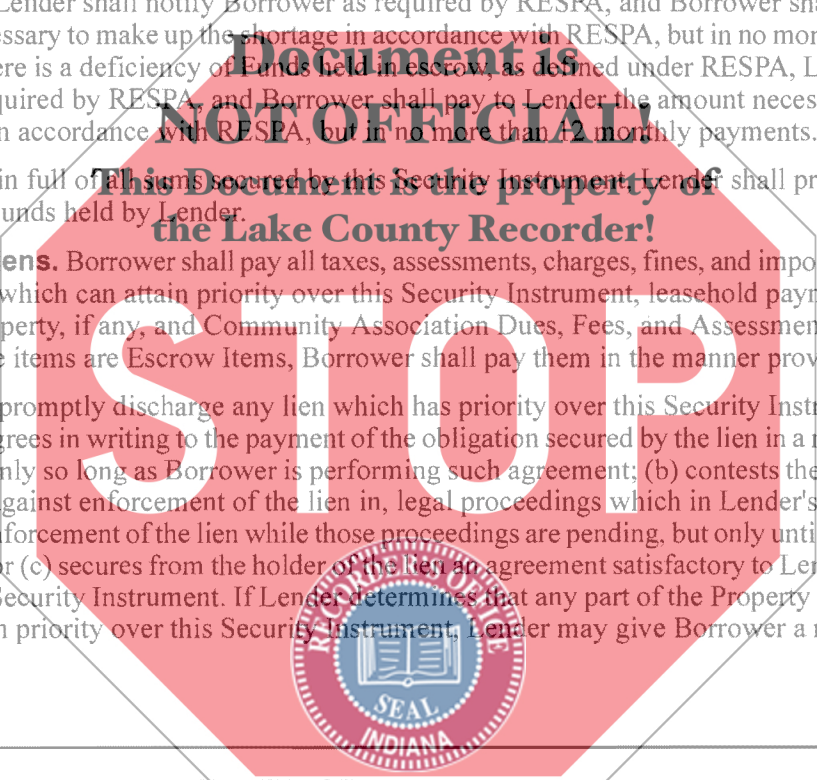 Lender shall notify Borrower as required by RESPA, and Borrower sha
essary to make up the shortage in accordance with RESPA, but in no mor
Document is
ere is a deficiency of Funds held in escrow, as defined under RESPA, L
quired by RESPA, and Borrower shall pay to Lender the amount neces
NOT OFFICIAL!
n accordance with RESPA, but in no more than 12 monthly payments.
in full of all sums secured by this Security Instrument, Lender shall pr
This Document is the property of
unds held by Lender.
the Lake County Recorder!
ens. Borrower shall pay all taxes, assessments, charges, fines, and impo
which can attain priority over this Security Instrument, leasehold payn
perty, if any, and Community Association Dues, Fees, and Assessmen
e items are Escrow Items, Borrower shall pay them in the manner prov
STOP
promptly discharge any lien which has priority over this Security Instr
grees in writing to the payment of the obligation secured by the lien in a r
nly so long as Borrower is performing such agreement; (b) contests the
gainst enforcement of the lien in, legal proceedings which in Lender's
nforcement of the lien while those proceedings are pending, but only unti
or (c) secures from the holder of the lien an agreement satisfactory to Len
Security Instrument. If Lender determines that any part of the Property
n priority over this Security Instrument, Lender may give Borrower a n
RECORDER'S OFFICE
SEAL
INDIANA